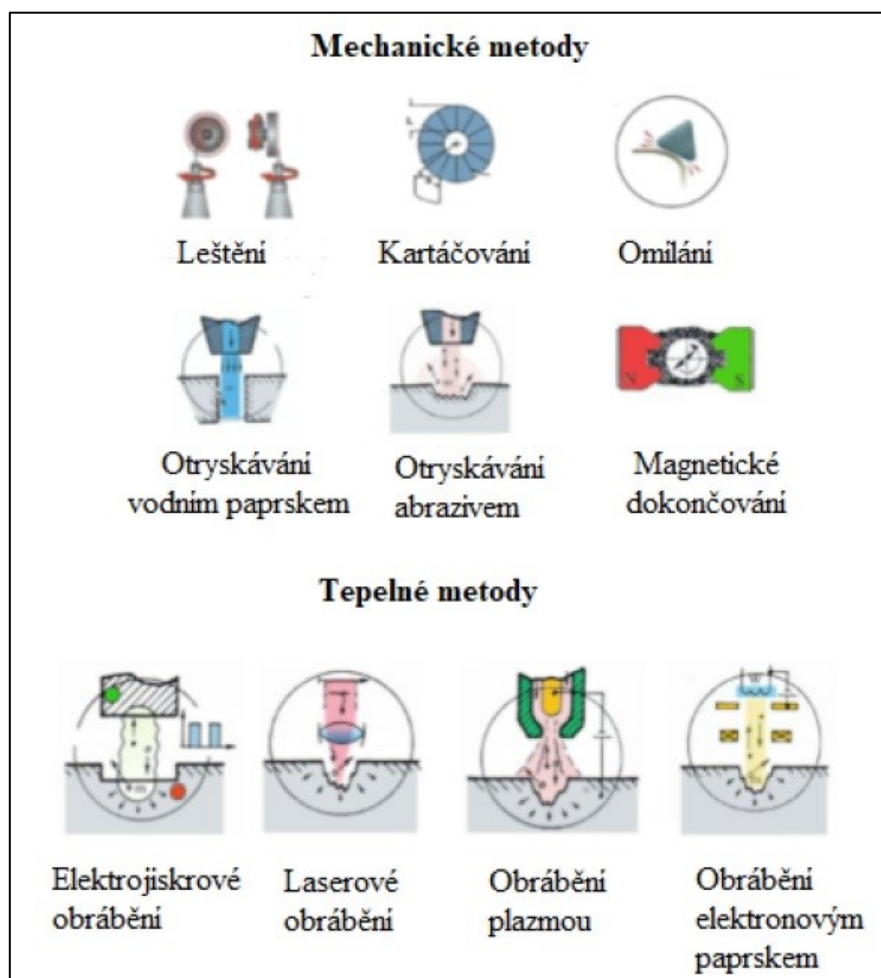 Mechanické metody
Leštění
Kartáčování
Omílání
N
S
Otryskávání
vodním paprskem
Otryskávání
abrazivem
Magnetické
dokončování
Tepelné metody
Elektrojiskrové
obrábění
Laserové
obrábění
Obrábění
plazmou
Obrábění
elektronovým
paprskem